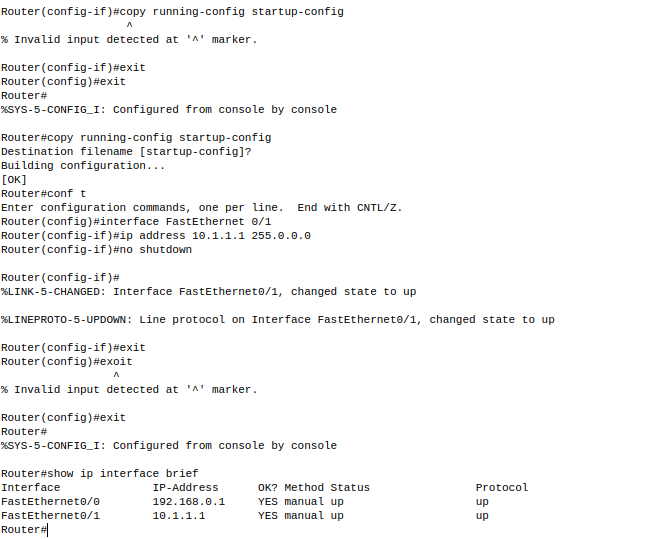 Router(config-if)#copy running-config startup-config
^
% Invalid input detected at '^' marker.
Router(config-if)#exit
Router(config)#exit
Router#
%SYS-5-CONFIG_I: Configured from console by console
Router#copy running-config startup-config
Destination filename [startup-config]?
Building configuration...
[OK]
Router#conf t
Enter configuration commands, one per line.  End with CNTL/Z.
Router(config)#interface FastEthernet 0/1
Router(config-if)#ip address 10.1.1.1 255.0.0.0
Router(config-if)#no shutdown
Router(config-if)#
%LINK-5-CHANGED: Interface FastEthernet0/1, changed state to up
%LINEPROTO-5-UPDOWN: Line protocol on Interface FastEthernet0/1, changed state to up
Router(config-if)#exit
Router(config)#exoit
^
% Invalid input detected at '^' marker.
Router(config)#exit
Router#
%SYS-5-CONFIG_I: Configured from console by console
Router#show ip interface brief
Interface              IP-Address      OK? Method Status                Protocol
FastEthernet0/0        192.168.0.1     YES manual up                    up
FastEthernet0/1        10.1.1.1        YES manual up                    up
Router#